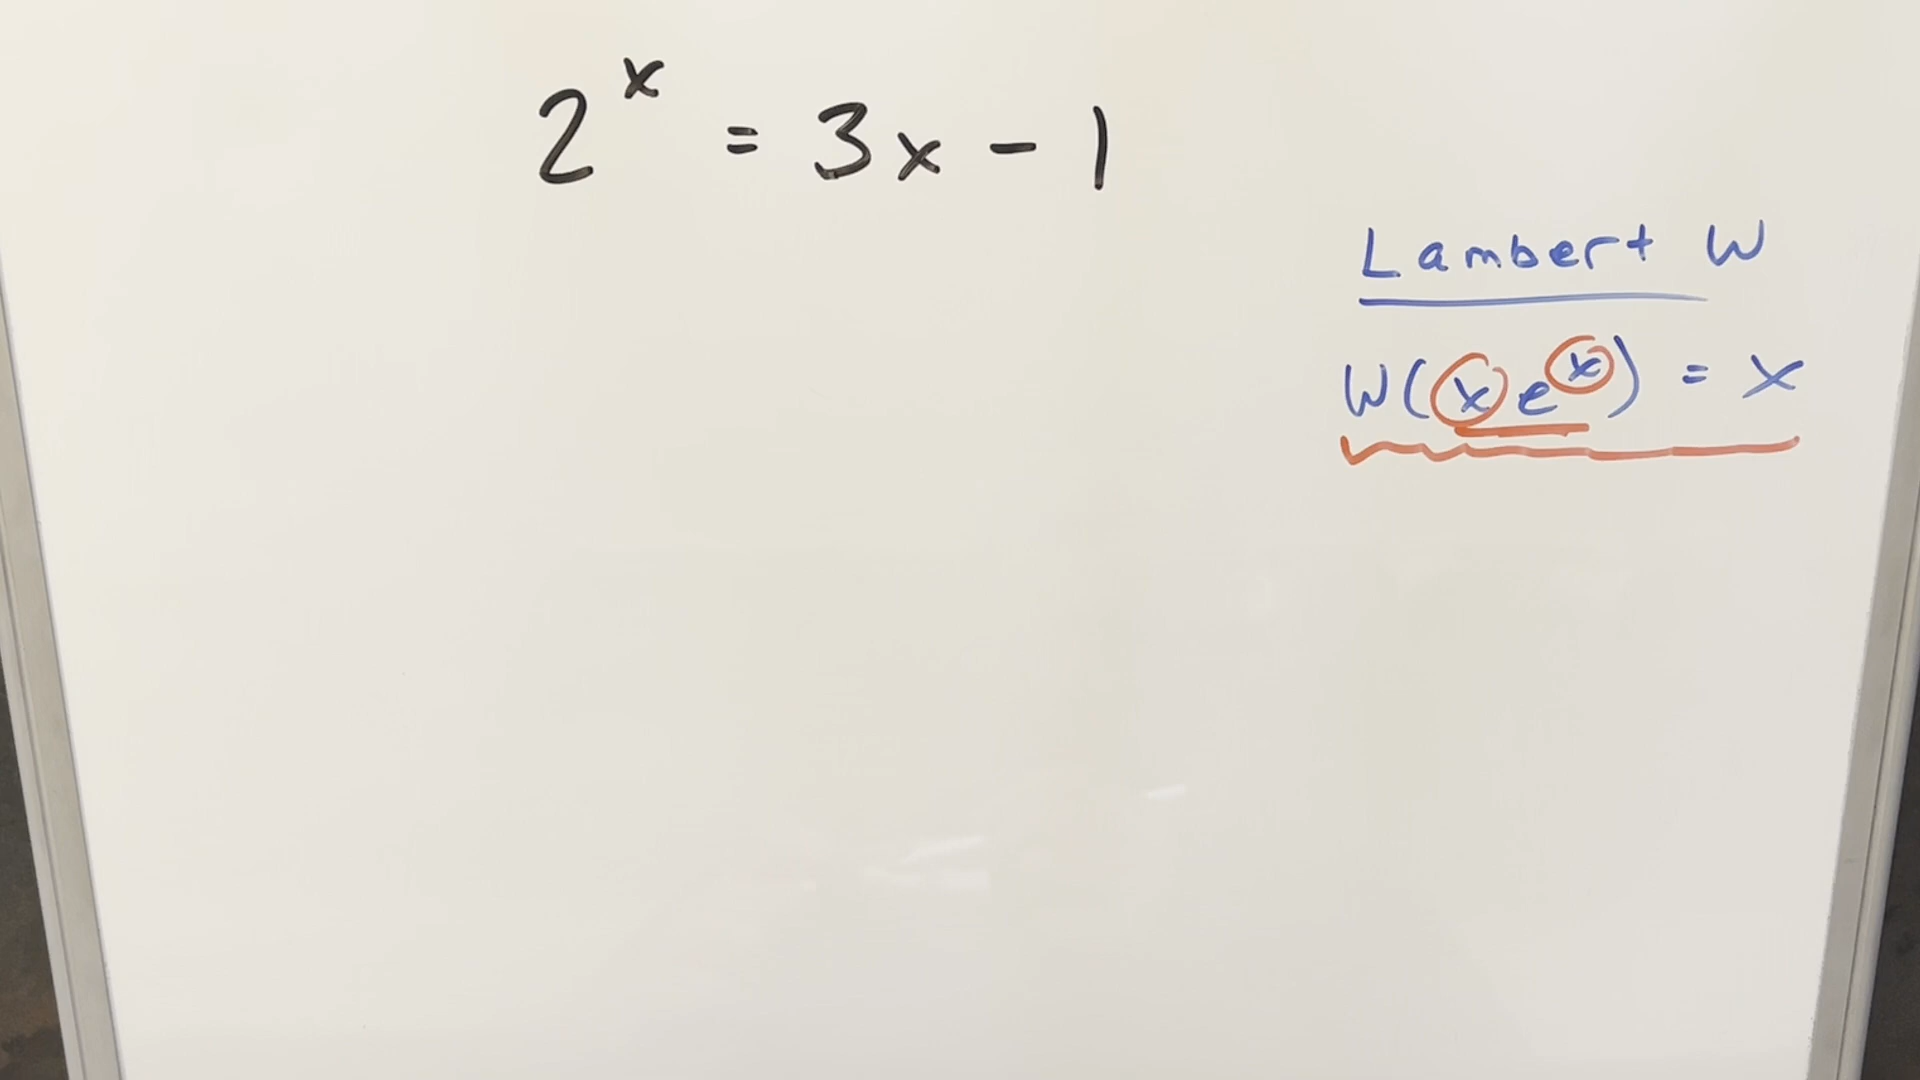 2^x = 3x - 1
Lambert W
W(xe^x) = x